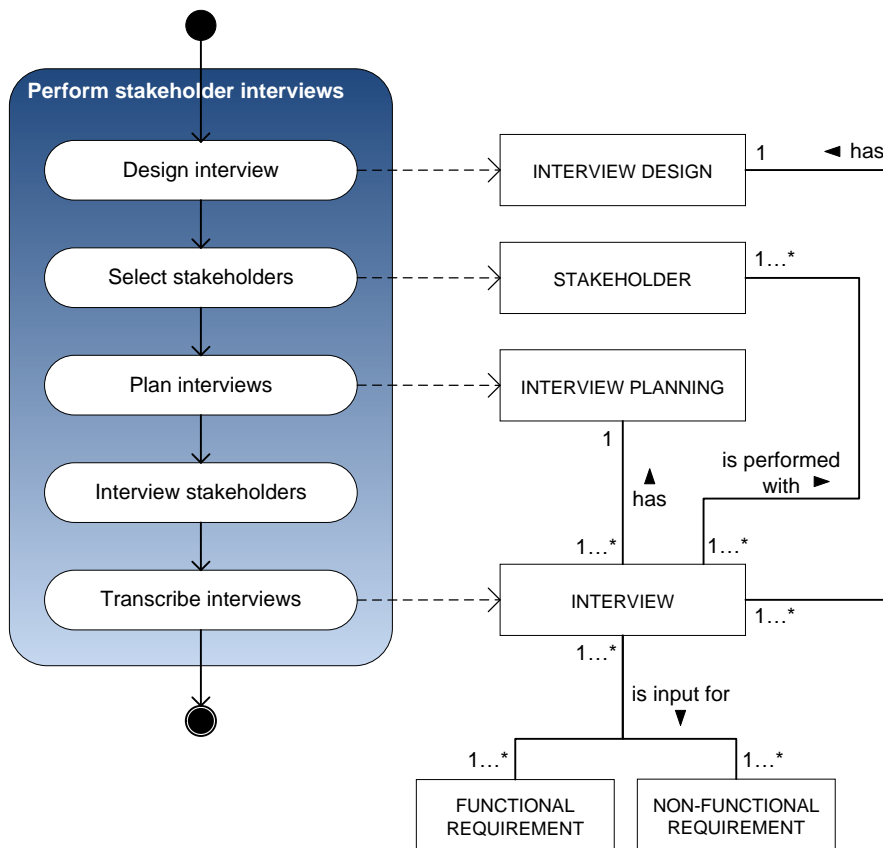 Perform stakeholder interviews
Design interview
INTERVIEW DESIGN
1
◄ has
Select stakeholders
STAKEHOLDER
1…*
Plan interviews
INTERVIEW PLANNING
1
▲
has
is performed
with ►
Interview stakeholders
1…*
1…*
Transcribe interviews
INTERVIEW
1…*
1…*
is input for
▼
1…*
1…*
FUNCTIONAL
REQUIREMENT
NON-FUNCTIONAL
REQUIREMENT